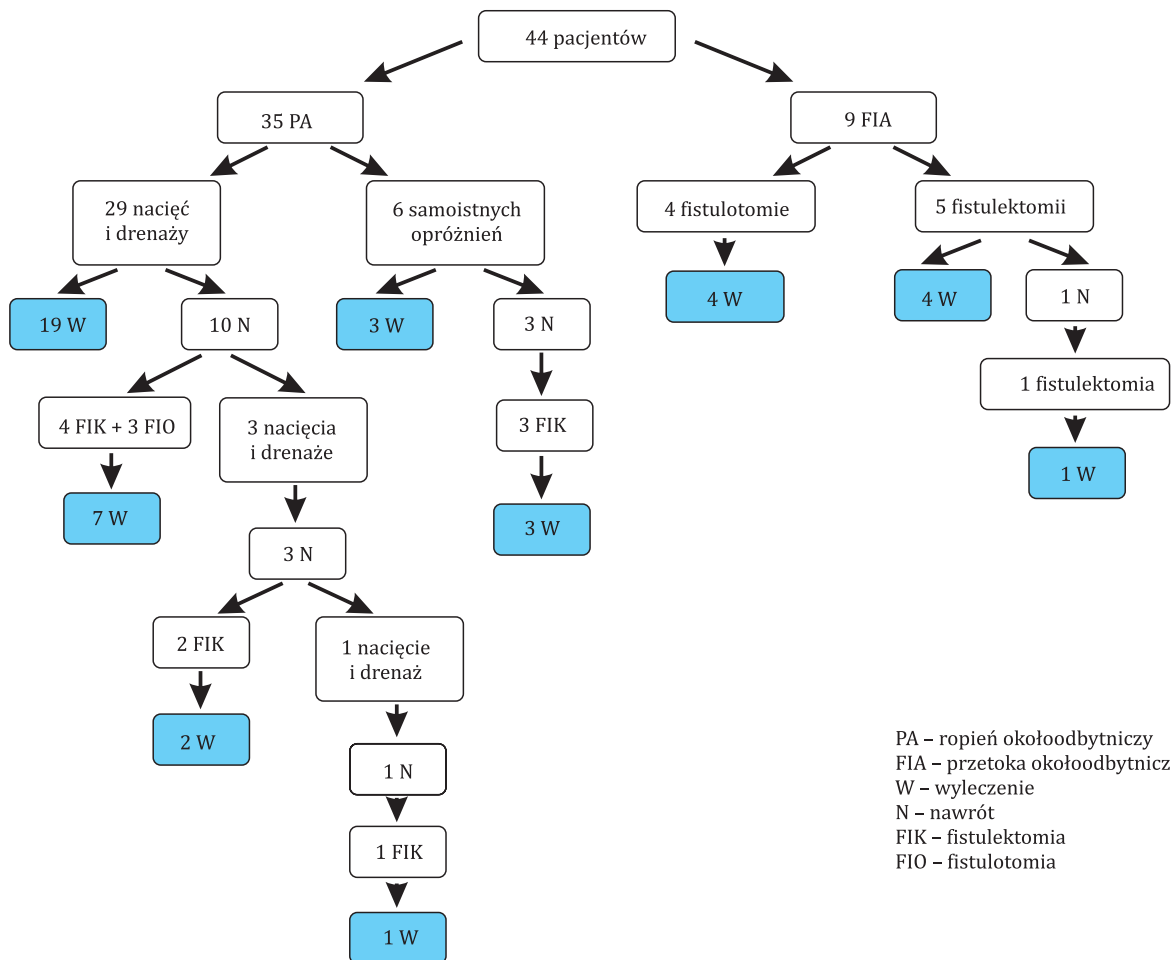 44 pacjentów
35 PA
9 FIA
29 nacięć
i drenaży
6 samoistnych
opróżnień
4 fistulotomie
5 fistulektomii
19 W
10 N
3 W
3 N
4 W
4 W
1 N
4 FIK + 3 FIO
3 nacięcia
i drenaże
3 FIK
1 fistulektomia
7 W
3 W
1 W
3 N
2 FIK
1 nacięcie
i drenaż
2 W
1 N
1 FIK
1 W
PA – ropień okołoodbytniczy
FIA – przetoka okołoodbytnicz
W – wyleczenie
N – nawrót
FIK – fistulektomia
FIO – fistulotomia